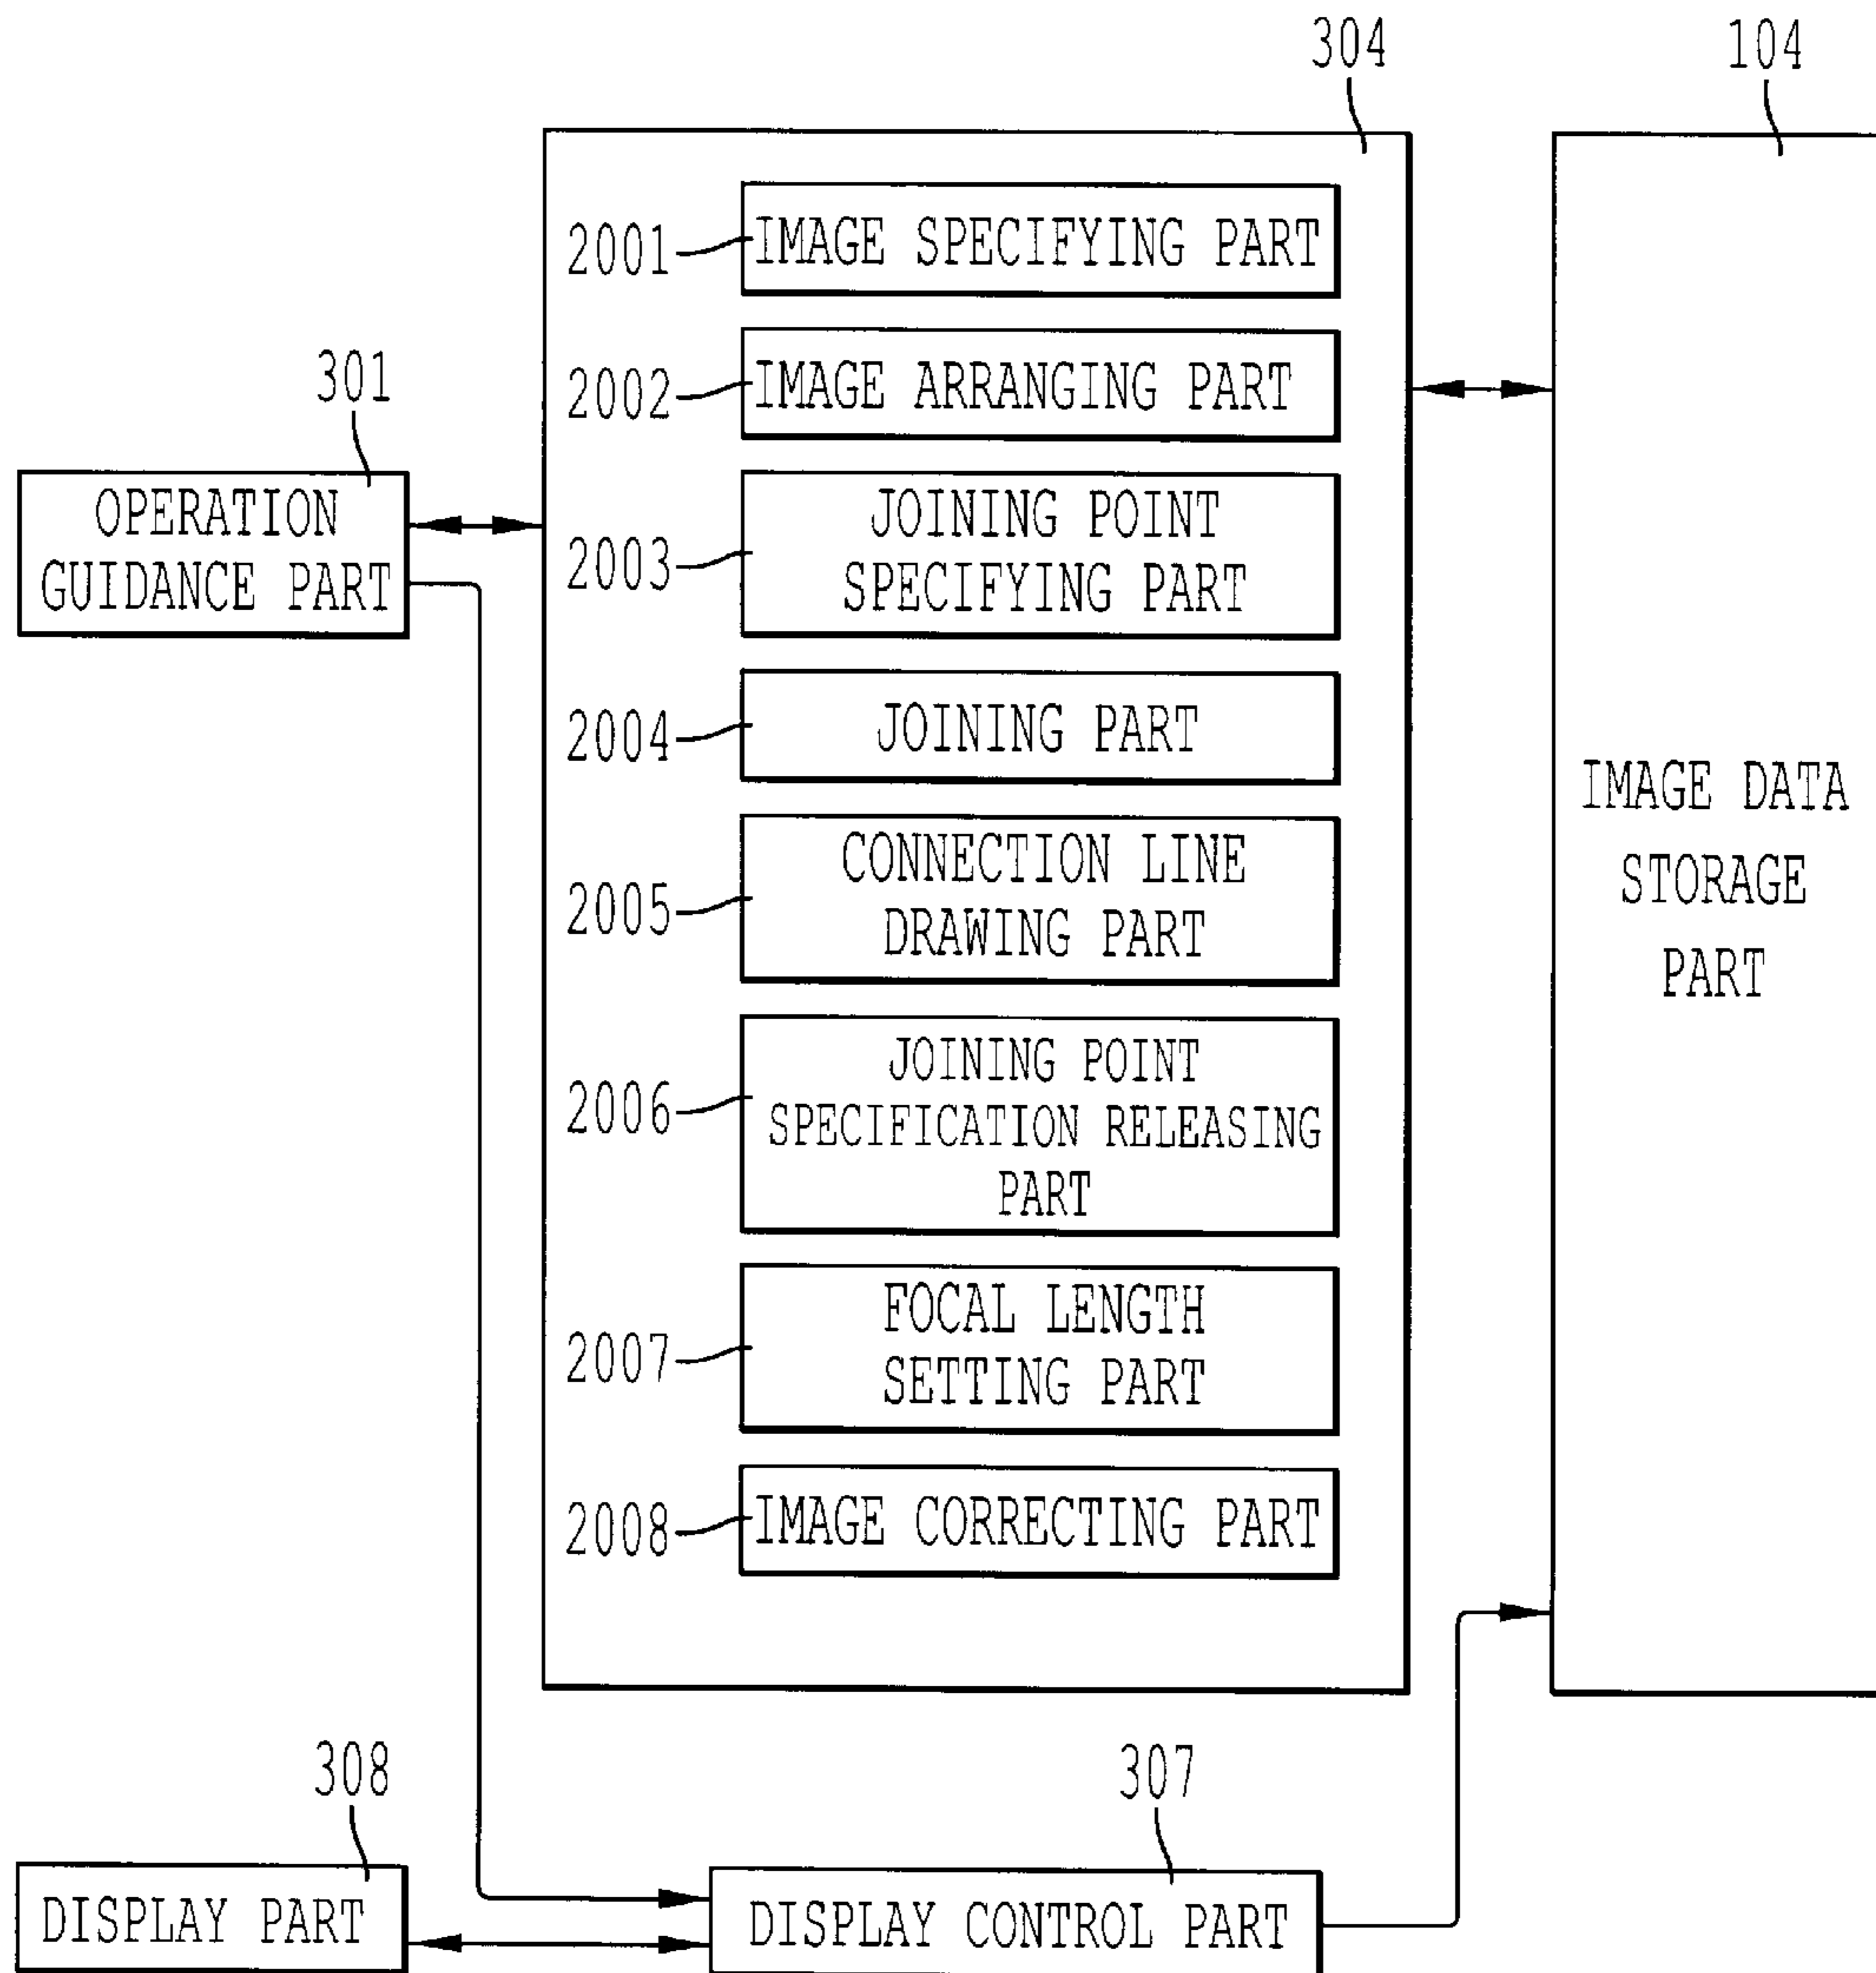 304
104
2001
IMAGE SPECIFYING PART
2002
IMAGE ARRANGING PART
301
OPERATION
GUIDANCE PART
2003
JOINING POINT
SPECIFYING PART
2004
JOINING PART
IMAGE DATA
STORAGE
PART
2005
CONNECTION LINE
DRAWING PART
2006
JOINING POINT
SPECIFICATION RELEASING
PART
2007
FOCAL LENGTH
SETTING PART
2008
IMAGE CORRECTING PART
308
DISPLAY PART
307
DISPLAY CONTROL PART